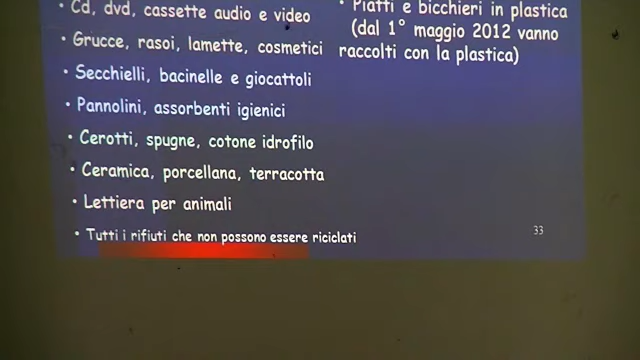 • Cd, dvd, cassette audio e video
• Grucce, rasoi, lamette, cosmetici
• Secchielli, bacinelle e giocattoli
• Pannolini, assorbenti igienici
• Cerotti, spugne, cotone idrofilo
• Ceramica, porcellana, terracotta
• Lettiera per animali
• Tutti i rifiuti che non possono essere riciclati
• Piatti e bicchieri in plastica
(dal 1° maggio 2012 vanno
raccolti con la plastica)
33